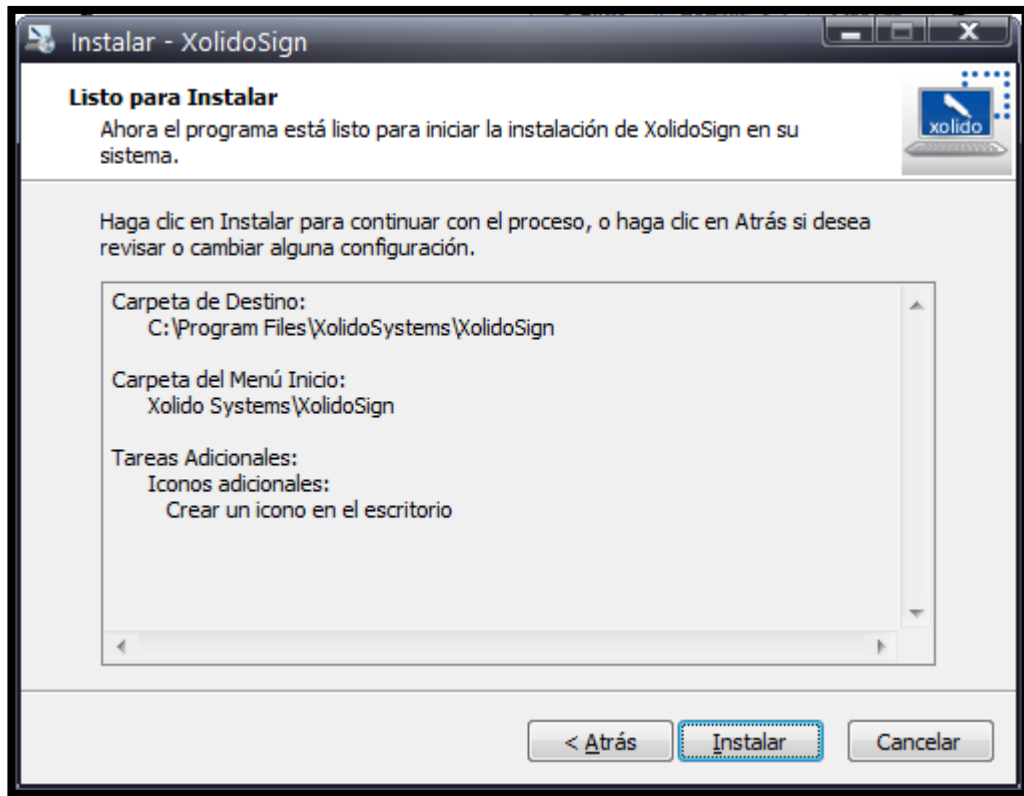 Instalar - XolidoSign
Listo para Instalar
Ahora el programa está listo para iniciar la instalación de XolidoSign en su
sistema.
xolido
Haga clic en Instalar para continuar con el proceso, o haga clic en Atrás si desea
revisar o cambiar alguna configuración.
Carpeta de Destino:
C:\Program Files\XolidoSystems\XolidoSign
Carpeta del Menú Inicio:
Xolido Systems\XolidoSign
Tareas Adicionales:
Iconos adicionales:
Crear un icono en el escritorio
< Atrás
Instalar
Cancelar